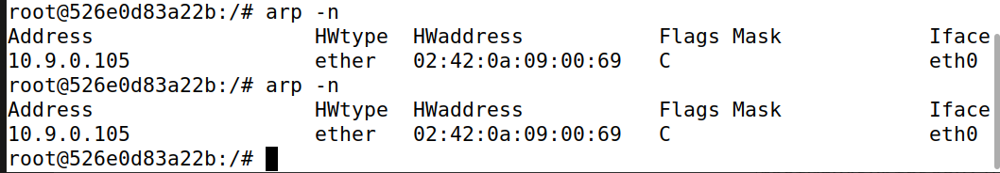 root@526e0d83a22b:/# arp -n
Address                  HWtype  HWaddress           Flags Mask            Iface
10.9.0.105               ether   02:42:0a:09:00:69   C                     eth0
root@526e0d83a22b:/# arp -n
Address                  HWtype  HWaddress           Flags Mask            Iface
10.9.0.105               ether   02:42:0a:09:00:69   C                     eth0
root@526e0d83a22b:/#